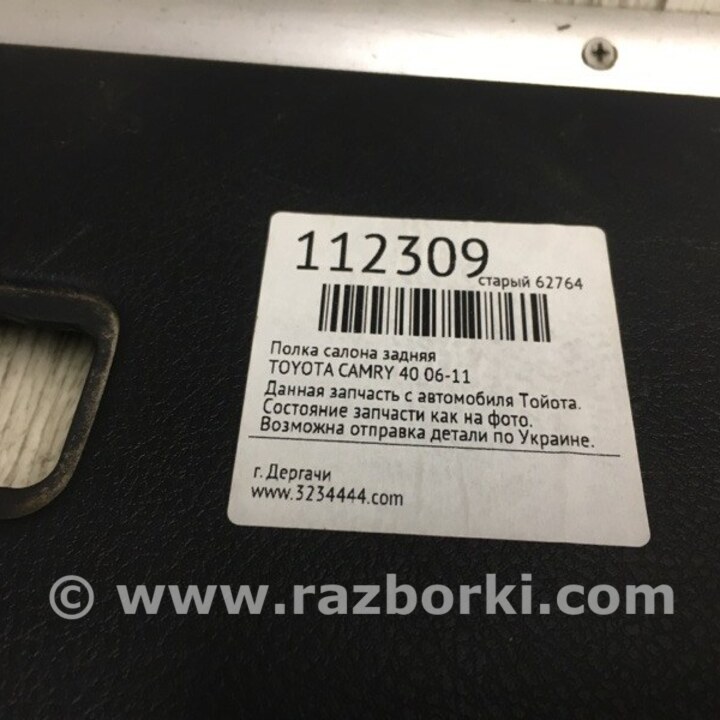 112309
старый 62764
Полка салона задняя
TOYOTA CAMRY 40 06-11
Данная запчасть с автомобиля Тойота.
Состояние запчасти как на фото.
Возможна отправка детали по Украине.
г. Дергачи
www.3234444.com
© www.razborki.com